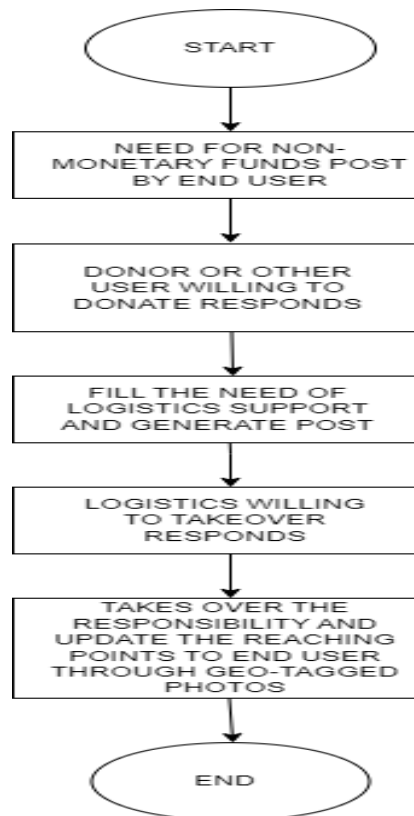 START
NEED FOR NON-
MONETARY FUNDS POST
BY END USER
DONOR OR OTHER
USER WILLING TO
DONATE RESPONDS
FILL THE NEED OF
LOGISTICS SUPPORT
AND GENERATE POST
LOGISTICS WILLING
TO TAKEOVER
RESPONDS
TAKES OVER THE
RESPONSIBILITY AND
UPDATE THE REACHING
POINTS TO END USER
THROUGH GEO-TAGGED
PHOTOS
END